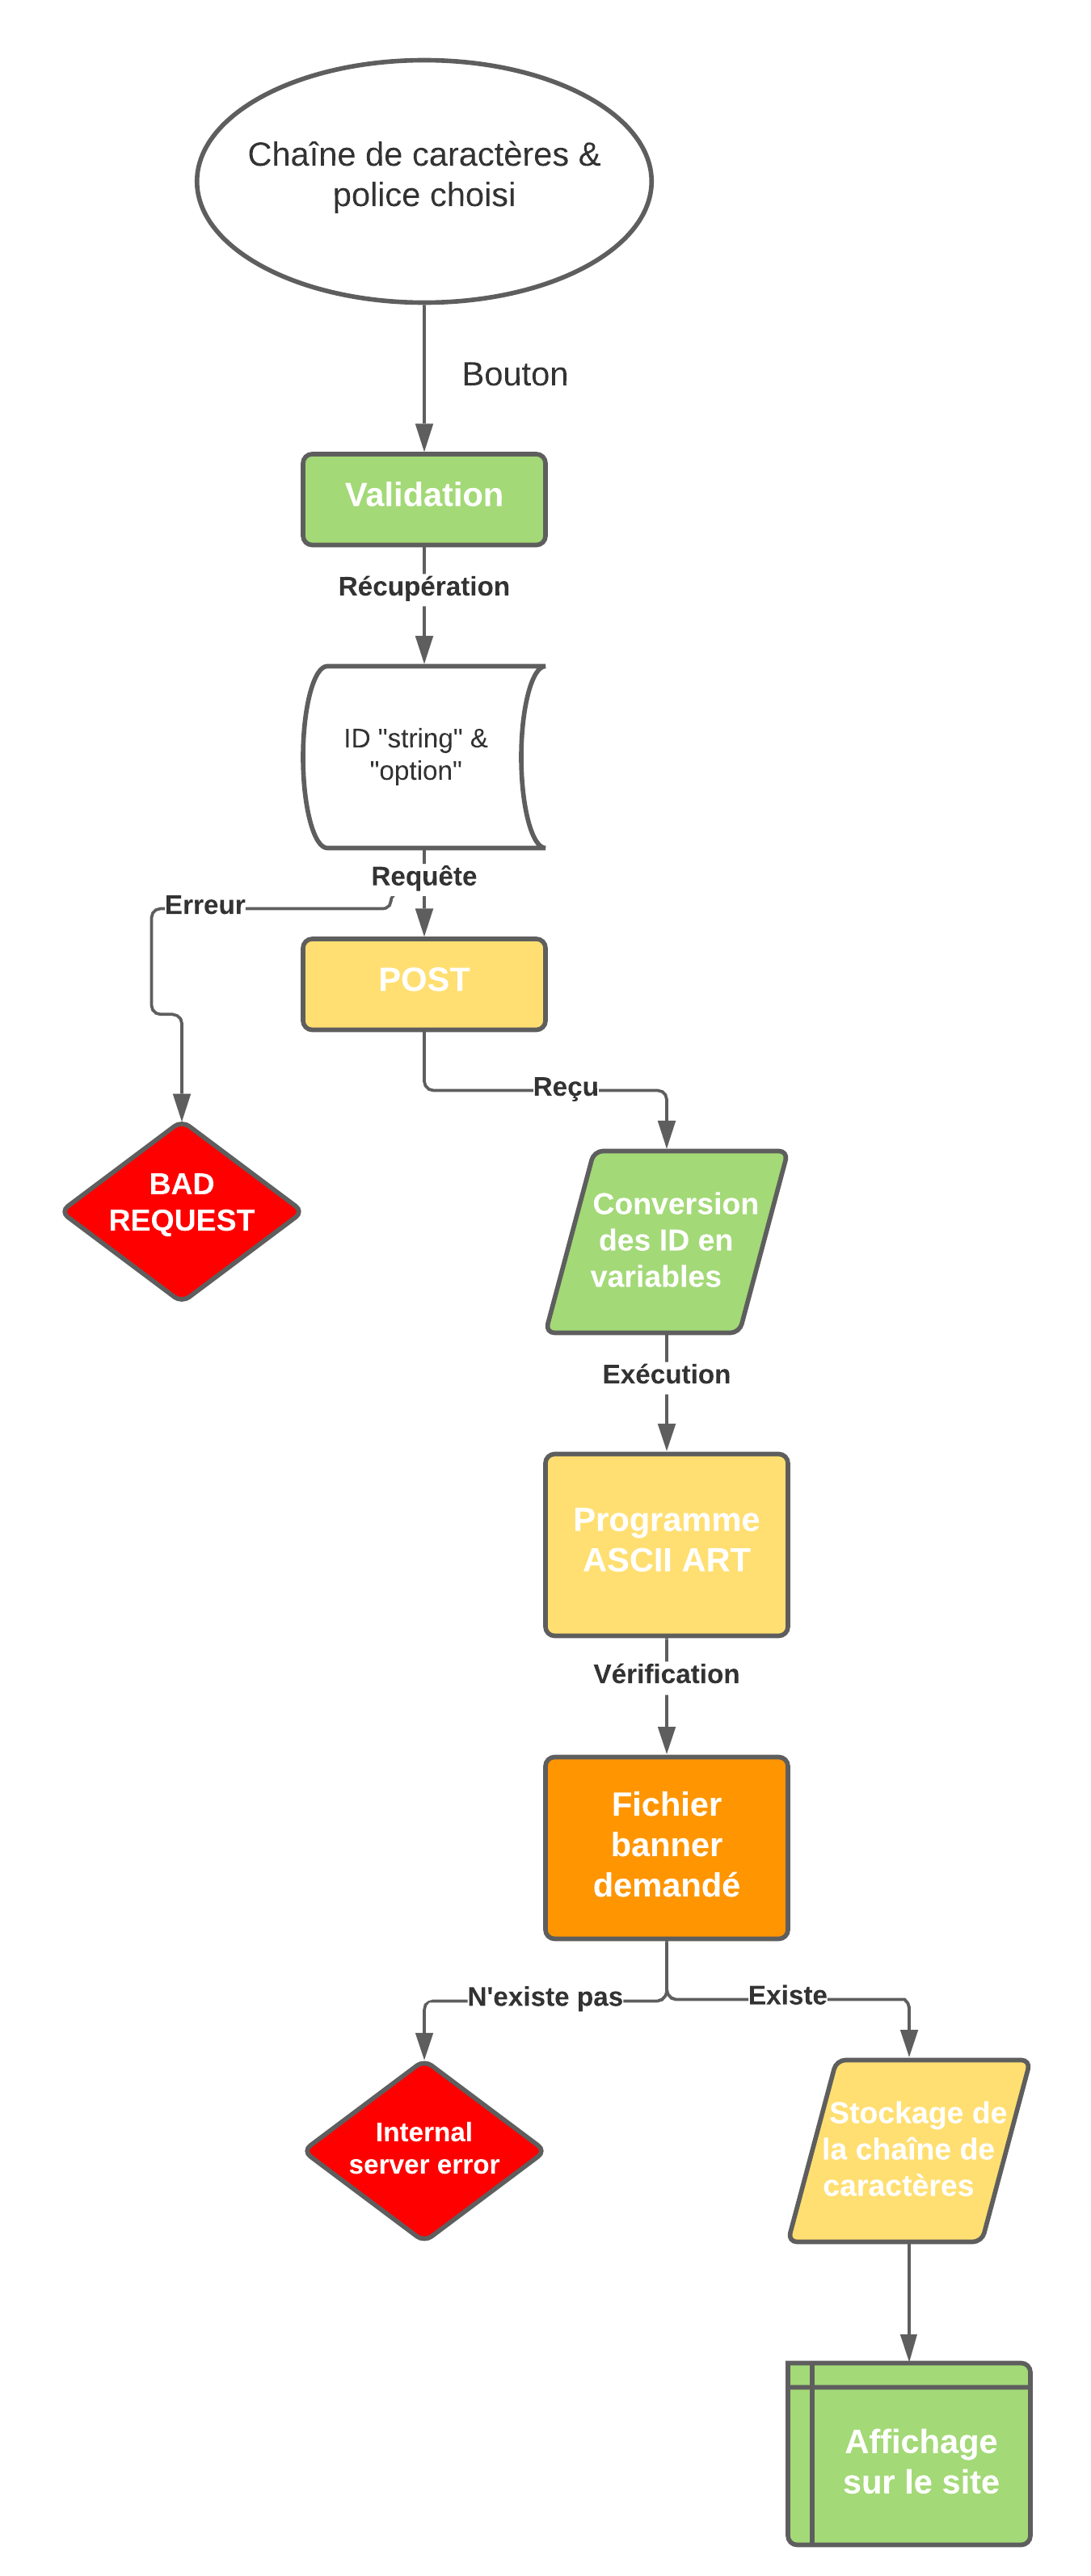 Chaîne de caractères &
police choisi
Bouton
Validation
Récupération
ID "string" &
"option"
Requête
Erreur
POST
Reçu
BAD
REQUEST
Conversion
des ID en
variables
Exécution
Programme
ASCII ART
Vérification
Fichier
banner
demandé
N'existe pas
Existe
Internal
server error
Stockage de
la chaîne de
caractères
Affichage
sur le site